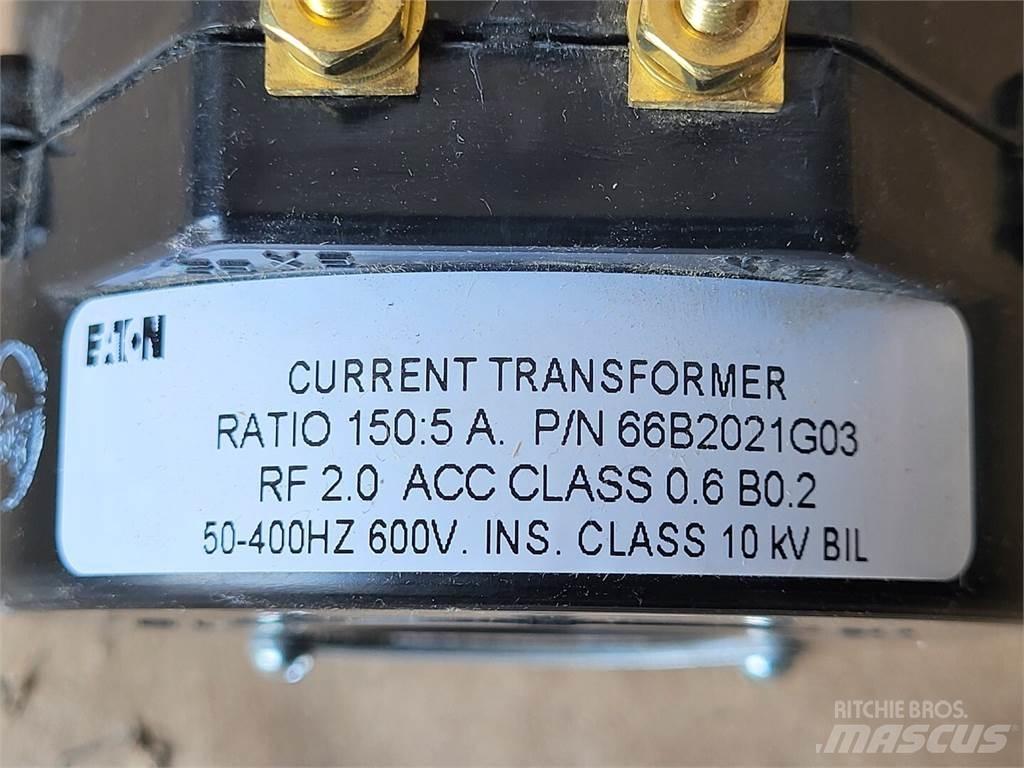 EATON
CURRENT TRANSFORMER
RATIO 150:5 A. P/N 66B2021G03
RF 2.0 ACC CLASS 0.6 B0.2
50-400HZ 600V. INS. CLASS 10 kV BIL
RITCHIE BROS.
MASCUS